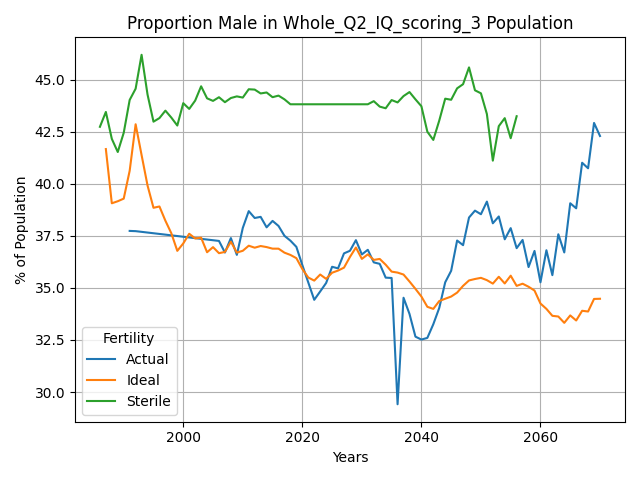 Proportion Male in Whole_Q2_IQ_scoring_3 Population
% of Population
45.0
42.5
40.0
37.5
35.0
32.5
30.0
Fertility
Actual
Ideal
Sterile
2000
2020
2040
2060
Years